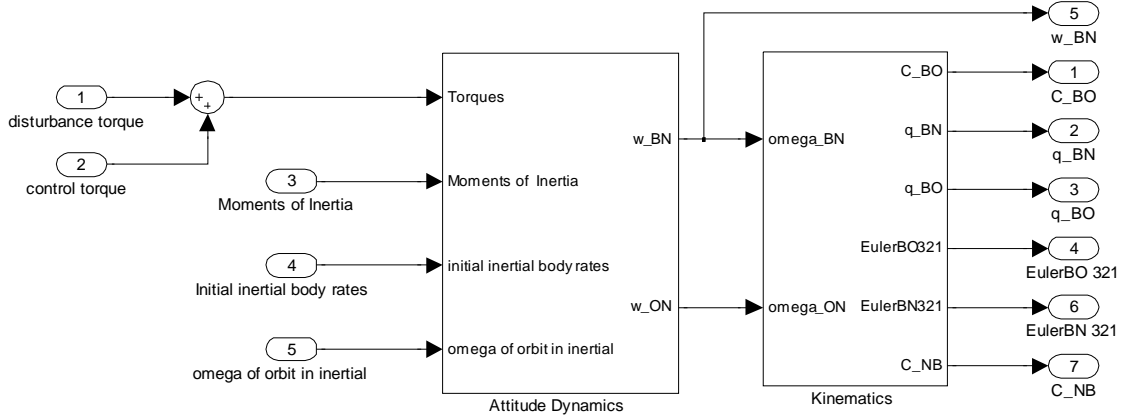 1
disturbance torque
2
control torque
+
+
3
Moments of Inertia
4
Initial inertial body rates
5
omega of orbit in inertial
Torques
Moments of Inertia
initial inertial body rates
omega of orbit in inertial
w_BN
w_ON
Attitude Dynamics
omega_BN
omega_ON
C_BO
q_BN
q_BO
EulerBO321
EulerBN321
C_NB
Kinematics
5
w_BN
1
C_BO
2
q_BN
3
q_BO
4
EulerBO 321
6
EulerBN 321
7
C_NB